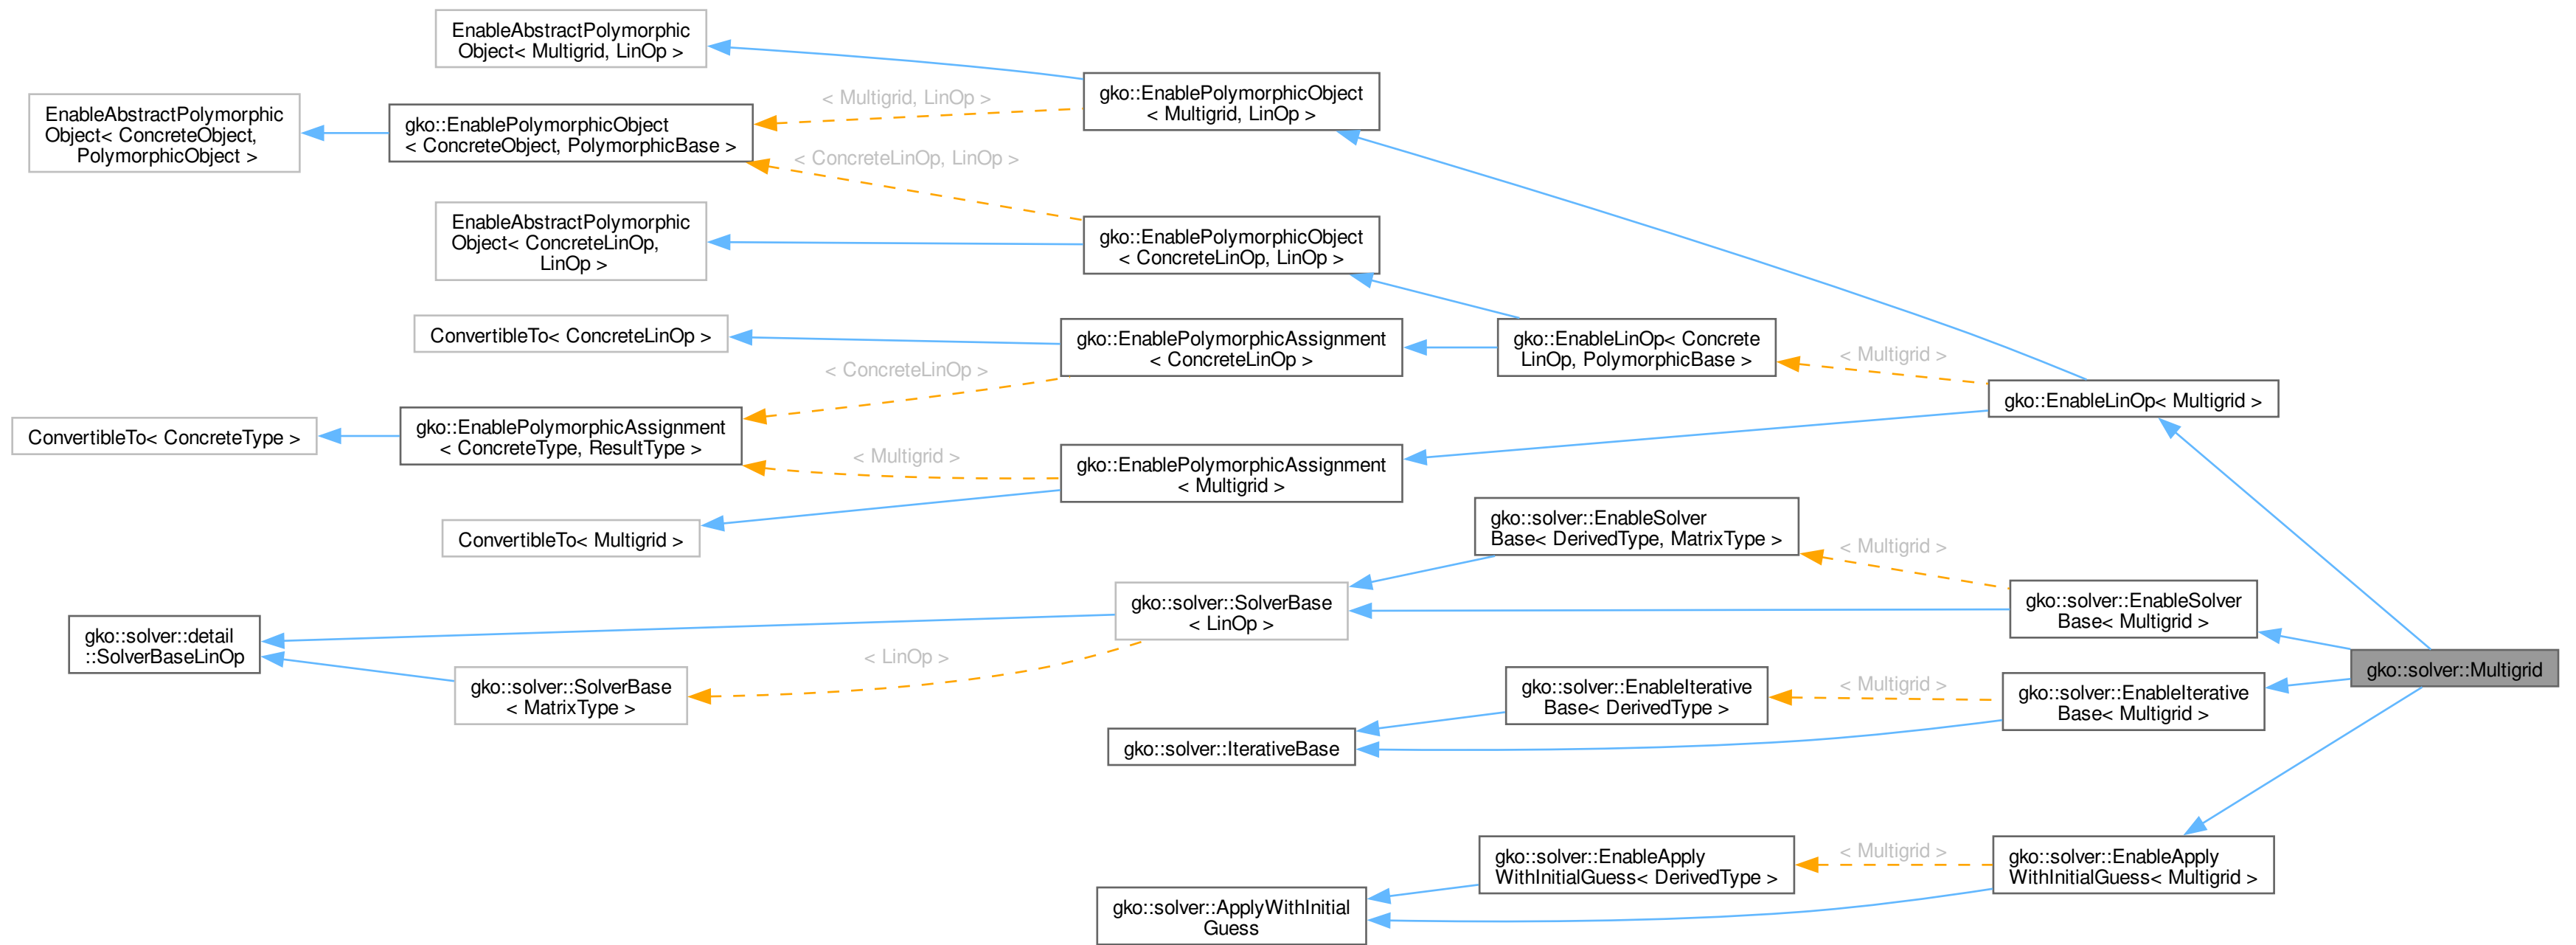 EnableAbstractPolymorphic
Object< Multigrid, LinOp >
gko::EnablePolymorphicObject
< Multigrid, LinOp >
< Multigrid, LinOp >
EnableAbstractPolymorphic
Object< ConcreteObject,
PolymorphicObject >
gko::EnablePolymorphicObject
< ConcreteObject, PolymorphicBase >
< ConcreteLinOp, LinOp >
EnableAbstractPolymorphic
Object< ConcreteLinOp,
LinOp >
gko::EnablePolymorphicObject
< ConcreteLinOp, LinOp >
ConvertibleTo< ConcreteLinOp >
gko::EnablePolymorphicAssignment
< ConcreteLinOp >
gko::EnableLinOp< Concrete
LinOp, PolymorphicBase >
< Multigrid >
< ConcreteLinOp >
gko::EnableLinOp< Multigrid >
ConvertibleTo< ConcreteType >
gko::EnablePolymorphicAssignment
< ConcreteType, ResultType >
< Multigrid >
gko::EnablePolymorphicAssignment
< Multigrid >
ConvertibleTo< Multigrid >
gko::solver::EnableSolver
Base< DerivedType, MatrixType >
< Multigrid >
gko::solver::SolverBase
< LinOp >
gko::solver::EnableSolver
Base< Multigrid >
gko::solver::detail
::SolverBaseLinOp
< LinOp >
gko::solver::SolverBase
< MatrixType >
gko::solver::Multigrid
gko::solver::EnableIterative
Base< DerivedType >
< Multigrid >
gko::solver::EnableIterative
Base< Multigrid >
gko::solver::IterativeBase
gko::solver::EnableApply
WithInitialGuess< DerivedType >
< Multigrid >
gko::solver::EnableApply
WithInitialGuess< Multigrid >
gko::solver::ApplyWithInitial
Guess